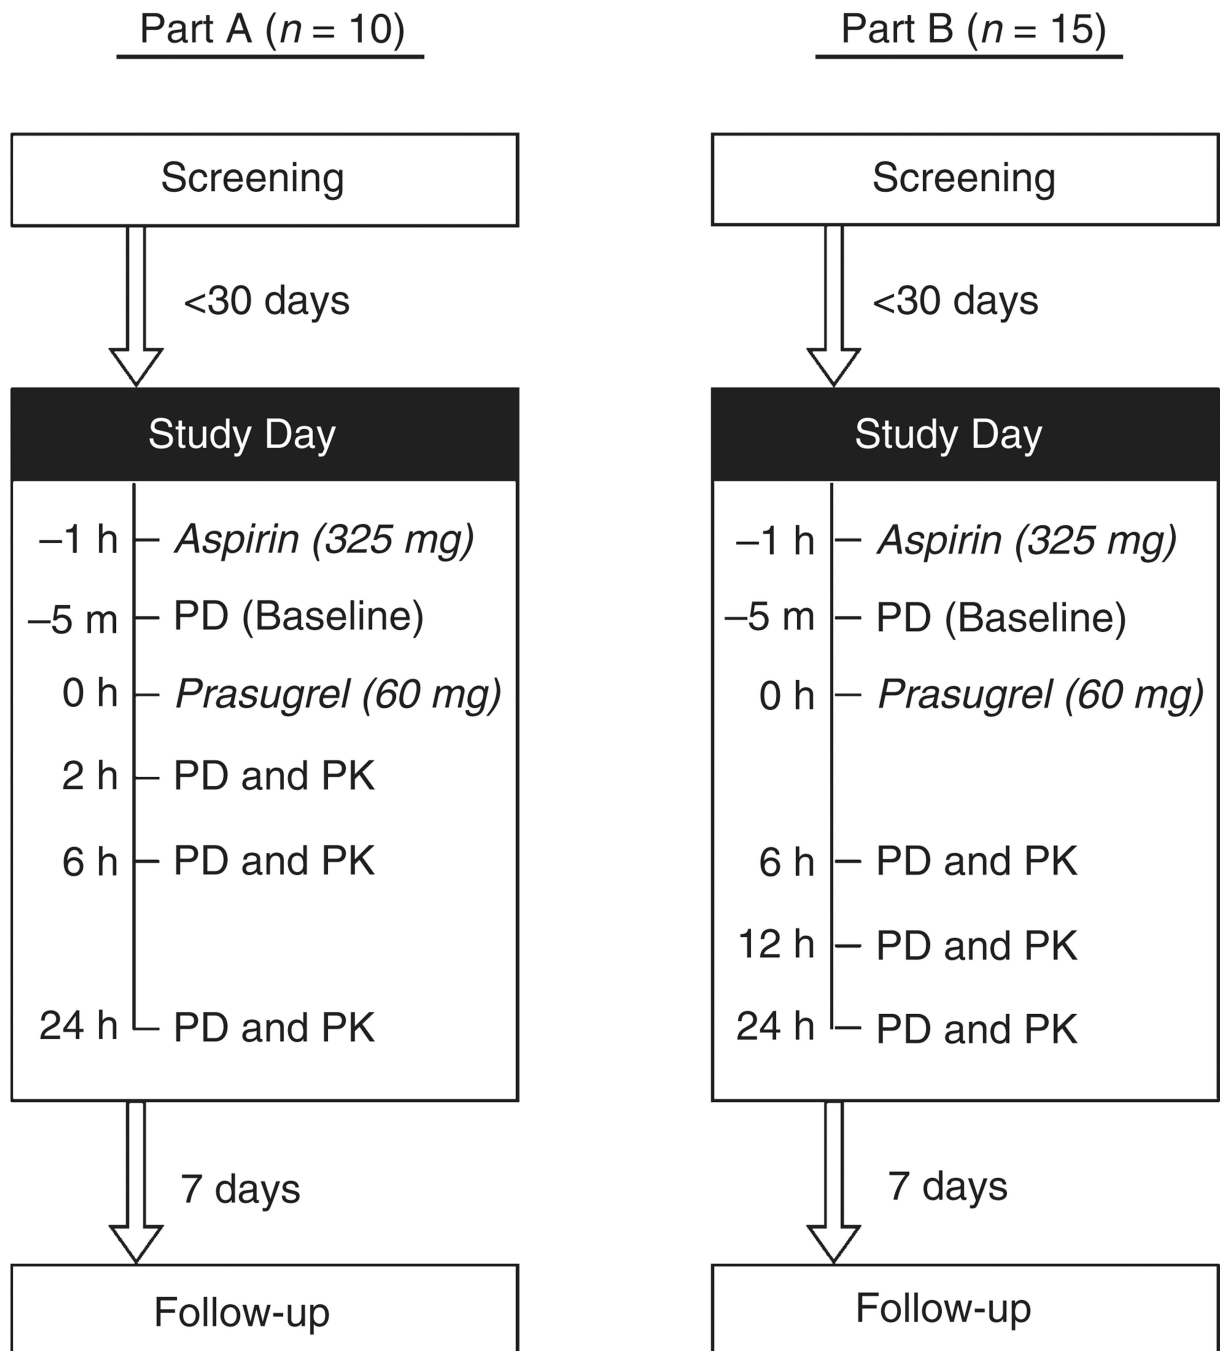 Part A (n = 10)
Screening
<30 days
Study Day
–1 h Aspirin (325 mg)
–5 m PD (Baseline)
0 h Prasugrel (60 mg)
2 h PD and PK
6 h PD and PK
24 h PD and PK
7 days
Follow-up
Part B (n = 15)
Screening
<30 days
Study Day
–1 h Aspirin (325 mg)
–5 m PD (Baseline)
0 h Prasugrel (60 mg)
6 h PD and PK
12 h PD and PK
24 h PD and PK
7 days
Follow-up